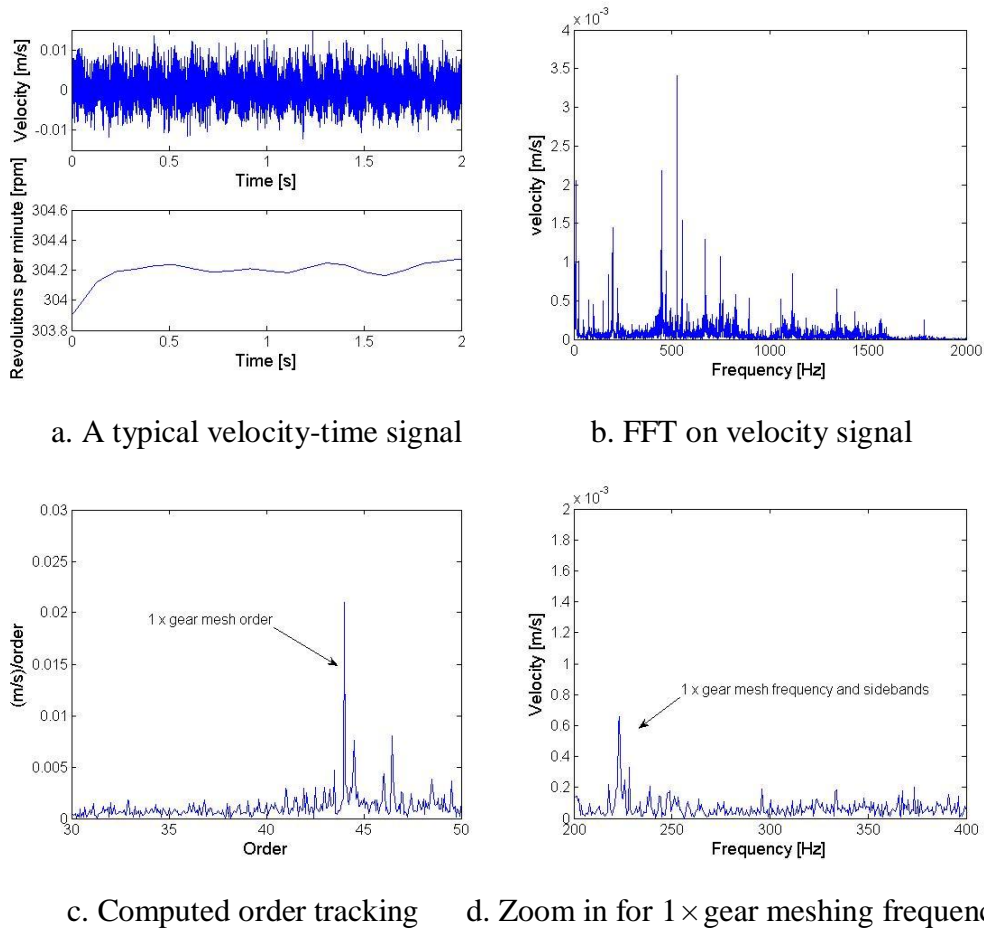 Velocity [m/s]
0.01
0
-0.01
0 0.5 1 1.5 2
Time [s]
Revoluitons per minute [rpm]
304.6
304.4
304.2
304
303.8
0 0.5 1 1.5 2
Time [s]
x 10⁻³
velocity [m/s]
4
3.5
3
2.5
2
1.5
1
0.5
0
0 500 1000 1500 2000
Frequency [Hz]
a. A typical velocity-time signal
b. FFT on velocity signal
(m/s)/order
0.03
0.025
0.02
0.015
0.01
0.005
0
1 x gear mesh order
30 35 40 45 50
Order
x 10⁻³
Velocity [m/s]
2
1.8
1.6
1.4
1.2
1
0.8
0.6
0.4
0.2
0
1 x gear mesh frequency and sidebands
200 250 300 350 400
Frequency [Hz]
c. Computed order tracking
d. Zoom in for 1× gear meshing frequenc